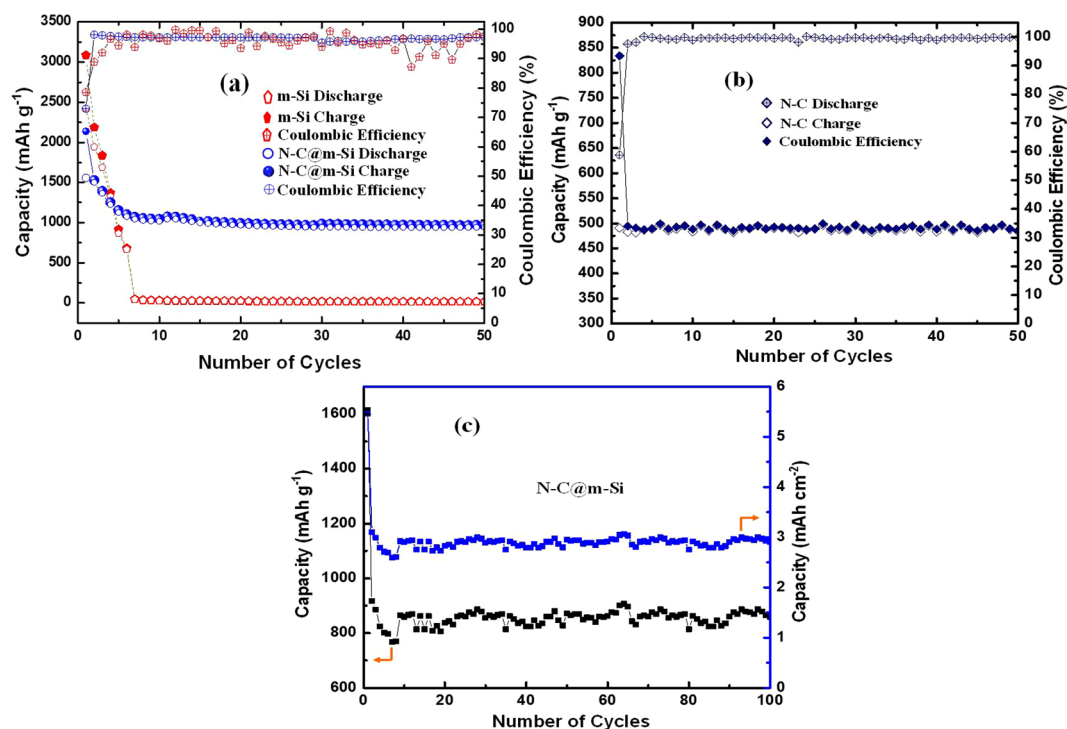 (a)
Capacity (mAh g⁻¹)
3500
3000
2500
2000
1500
1000
500
0
m-Si Discharge
m-Si Charge
Coulombic Efficiency
N-C@m-Si Discharge
N-C@m-Si Charge
Coulombic Efficiency
100
90
80
70
60
50
40
30
20
10
0
Coulombic Efficiency (%)
0 10 20 30 40 50
Number of Cycles
(b)
Capacity (mAh g⁻¹)
900
850
800
750
700
650
600
550
500
450
400
350
300
N-C Discharge
N-C Charge
Coulombic Efficiency
100
80
60
40
20
0
Coulombic Efficiency (%)
0 10 20 30 40 50
Number of Cycles
(c)
Capacity (mAh g⁻¹)
1600
1400
1200
1000
800
600
N-C@m-Si
6
5
4
3
2
1
0
Capacity (mAh cm⁻²)
0 20 40 60 80 100
Number of Cycles